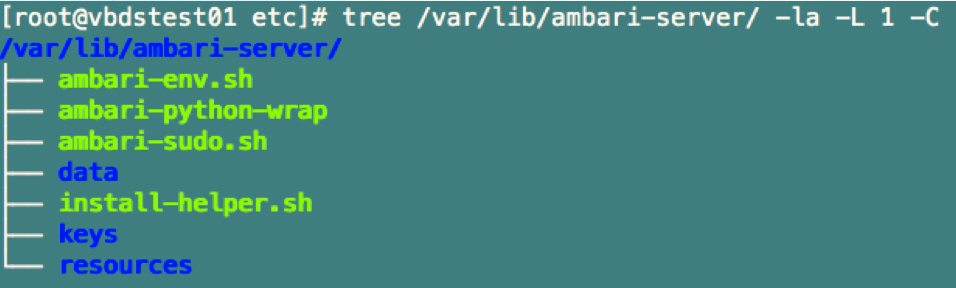 [root@vbdstest01 etc]# tree /var/lib/ambari-server/ -la -L 1 -C
/var/lib/ambari-server/
├── ambari-env.sh
├── ambari-python-wrap
├── ambari-sudo.sh
├── data
├── install-helper.sh
├── keys
└── resources